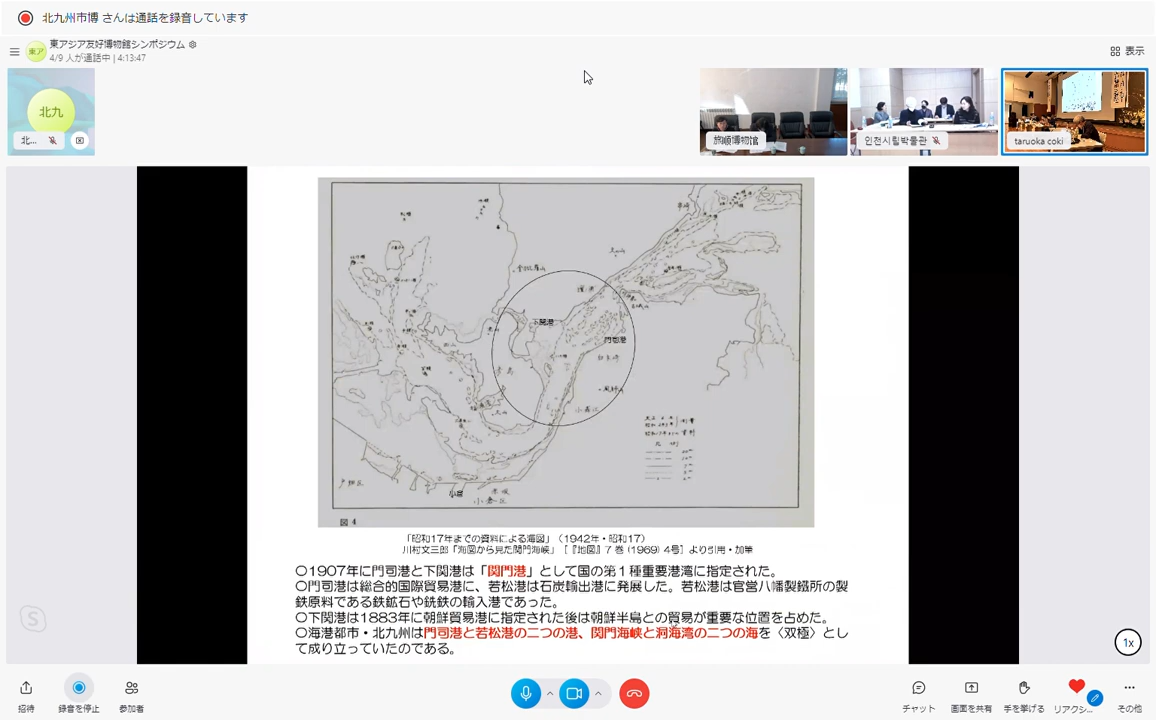 北九州市博 さんは通話を録音しています
東アジア友好博物館シンポジウム
4/9 人が通話中 | 4:13:47
表示
東ア
北九
北...
旅順博物館
인천시립박물관
taruoka coki
下関港
門司港
小倉
図 4
「昭和17年までの資料による海図」（1942年・昭和17）
川村文三郎「海図から見た関門海峡」［『地図』7 巻 (1969) 4号］より引用・加筆
〇1907年に門司港と下関港は「関門港」として国の第１種重要港湾に指定された。
〇門司港は総合的国際貿易港に、若松港は石炭輸出港に発展した。若松港は官営八幡製鐵所の製
鉄原料である鉄鉱石や銑鉄の輸入港であった。
〇下関港は1883年に朝鮮貿易港に指定された後は朝鮮半島との貿易が重要な位置を占めた。
〇海港都市・北九州は門司港と若松港の二つの港、関門海峡と洞海湾の二つの海を〈双極〉とし
て成り立っていたのである。
1x
招待
録音を停止
参加者
チャット
画面を共有
手を挙げる
リアクシ...
その他